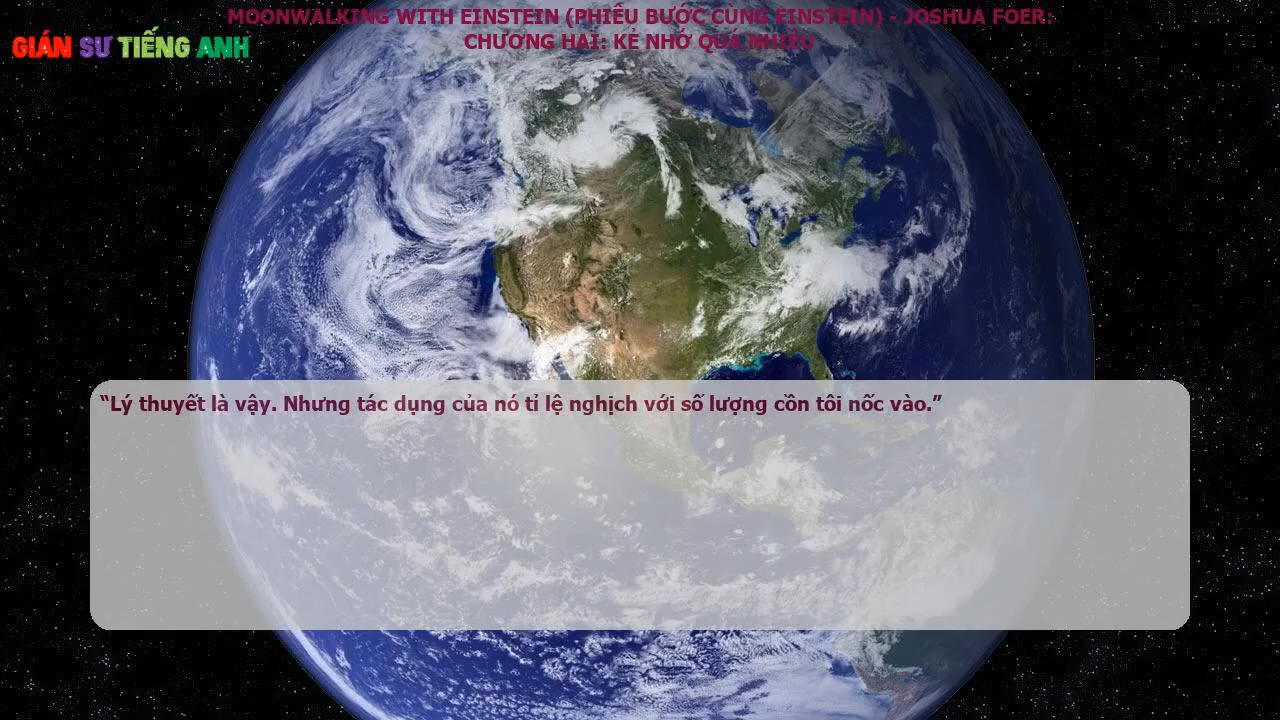 MOONWALKING WITH EINSTEIN (PHIÊU BƯỚC CÙNG EINSTEIN) - JOSHUA FOER:
CHƯƠNG HAI: KẺ NHỚ QUÁ NHIỀU
GIÁN SƯ TIẾNG ANH
“Lý thuyết là vậy. Nhưng tác dụng của nó tỉ lệ nghịch với số lượng cồn tôi nốc vào.”